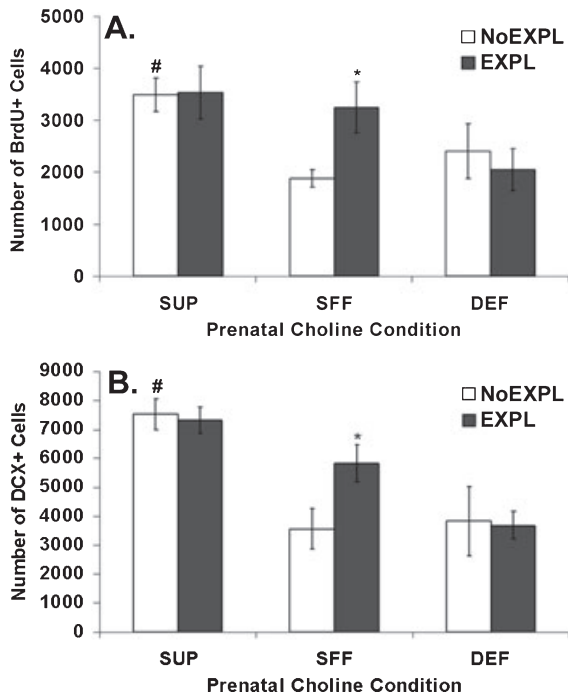 A.
NoEXPL
EXPL
#
*
Number of BrdU+ Cells
5000
4000
3000
2000
1000
0
SUP SFF DEF
Prenatal Choline Condition
B.
NoEXPL
EXPL
#
*
Number of DCX+ Cells
9000
8000
7000
6000
5000
4000
3000
2000
1000
0
SUP SFF DEF
Prenatal Choline Condition